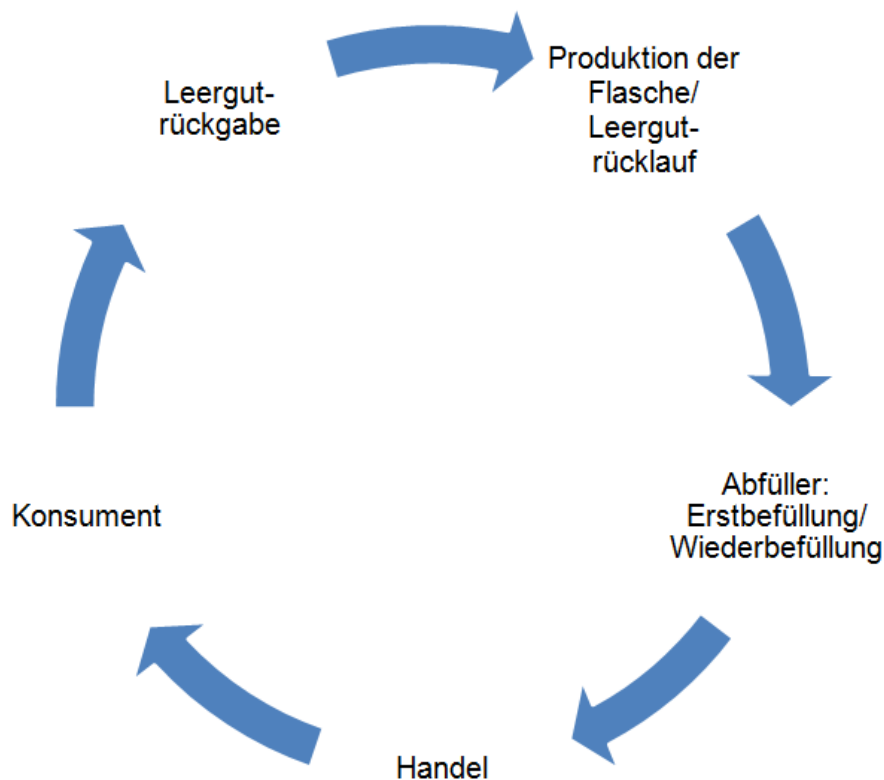 Leergut-
rückgabe
Produktion der
Flasche/
Leergut-
rücklauf
Abfüller:
Erstbefüllung/
Wiederbefüllung
Handel
Konsument